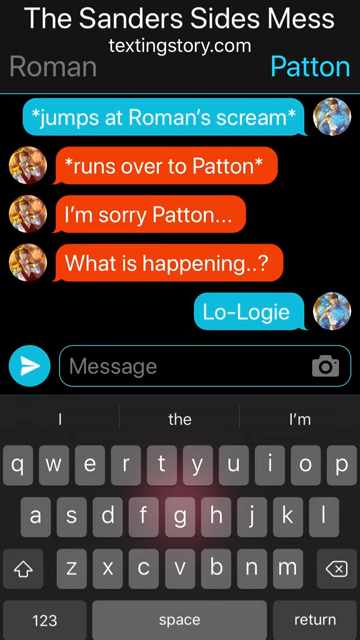 The Sanders Sides Mess
textingstory.com
Roman
Patton
*jumps at Roman's scream*
*runs over to Patton*
I'm sorry Patton...
What is happening..?
Lo-Logie
Message
I the I'm
q w e r t y u i o p
a s d f g h j k l
z x c v b n m
123 space return